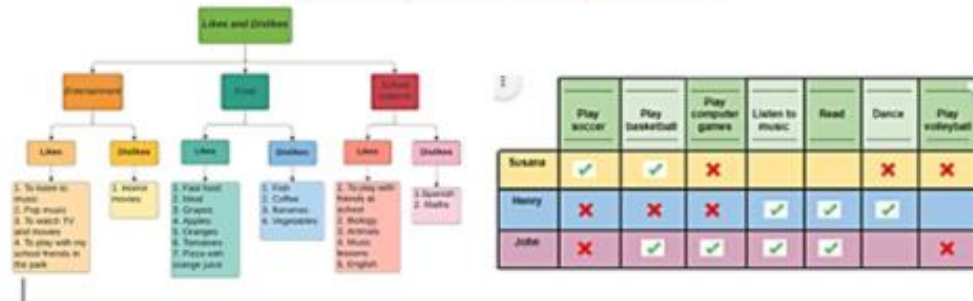 Likes and Dislikes
Entertainment
Food
School subjects
Likes
Dislikes
Likes
Dislikes
Likes
Dislikes
1. To listen to
music
2. Pop music
3. To watch TV
and movies
4. To play with my
school friends in
the park
1. Horror
movies
1. Fast food
2. Meat
3. Grapes
4. Apples
5. Oranges
6. Tomatoes
7. Pizza with
orange juice
1. Fish
2. Coffee
3. Bananas
4. Vegetables
1. To play with
friends at
school
2. Biology
3. Animals
4. Music
lessons
5. English
1. Spanish
2. Maths
Play
soccer
Play
basketball
Play
computer
games
Listen to
music
Read
Dance
Play
volleyball
Susana
Henry
John